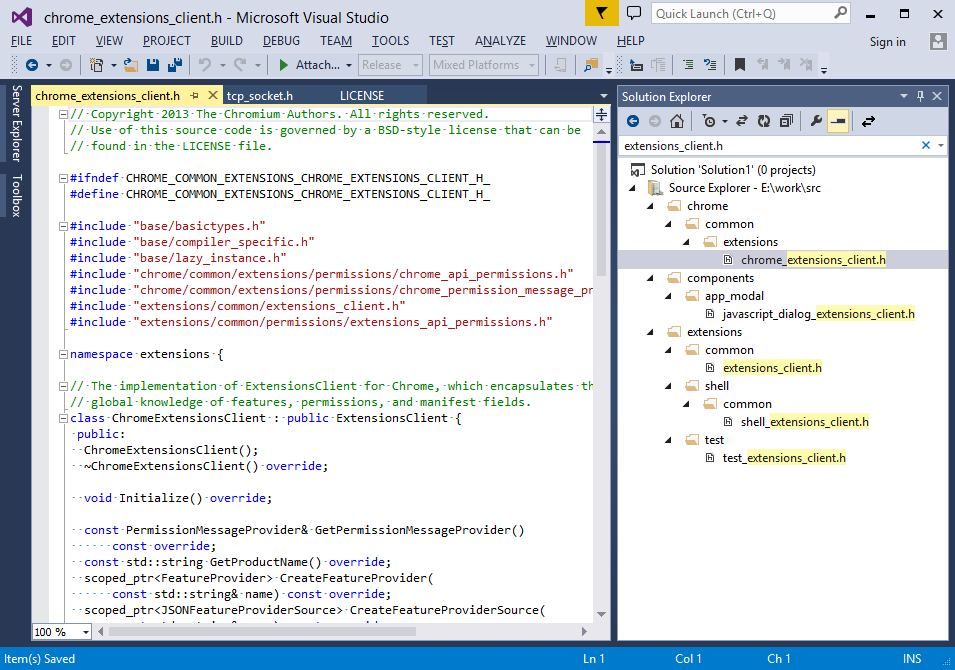 chrome_extensions_client.h - Microsoft Visual Studio
Quick Launch (Ctrl+Q)
FILE EDIT VIEW PROJECT BUILD DEBUG TEAM TOOLS TEST ANALYZE WINDOW HELP
Sign in
Attach... Release Mixed Platforms
Server Explorer
Toolbox
chrome_extensions_client.h tcp_socket.h LICENSE
// Copyright 2013 The Chromium Authors. All rights reserved.
// Use of this source code is governed by a BSD-style license that can be
// found in the LICENSE file.
#ifndef CHROME_COMMON_EXTENSIONS_CHROME_EXTENSIONS_CLIENT_H_
#define CHROME_COMMON_EXTENSIONS_CHROME_EXTENSIONS_CLIENT_H_
#include "base/basictypes.h"
#include "base/compiler_specific.h"
#include "base/lazy_instance.h"
#include "chrome/common/extensions/permissions/chrome_api_permissions.h"
#include "chrome/common/extensions/permissions/chrome_permission_message_pr
#include "extensions/common/extensions_client.h"
#include "extensions/common/permissions/extensions_api_permissions.h"
namespace extensions {
// The implementation of ExtensionsClient for Chrome, which encapsulates th
// global knowledge of features, permissions, and manifest fields.
class ChromeExtensionsClient : public ExtensionsClient {
public:
ChromeExtensionsClient();
~ChromeExtensionsClient() override;
void Initialize() override;
const PermissionMessageProvider& GetPermissionMessageProvider()
const override;
const std::string GetProductName() override;
scoped_ptr<FeatureProvider> CreateFeatureProvider(
const std::string& name) const override;
scoped_ptr<JSONFeatureProviderSource> CreateFeatureProviderSource(
100 %
Solution Explorer
extensions_client.h
Solution 'Solution1' (0 projects)
Source Explorer - E:\work\src
chrome
common
extensions
chrome_extensions_client.h
components
app_modal
javascript_dialog_extensions_client.h
extensions
common
extensions_client.h
shell
common
shell_extensions_client.h
test
test_extensions_client.h
Item(s) Saved Ln 1 Col 1 Ch 1 INS